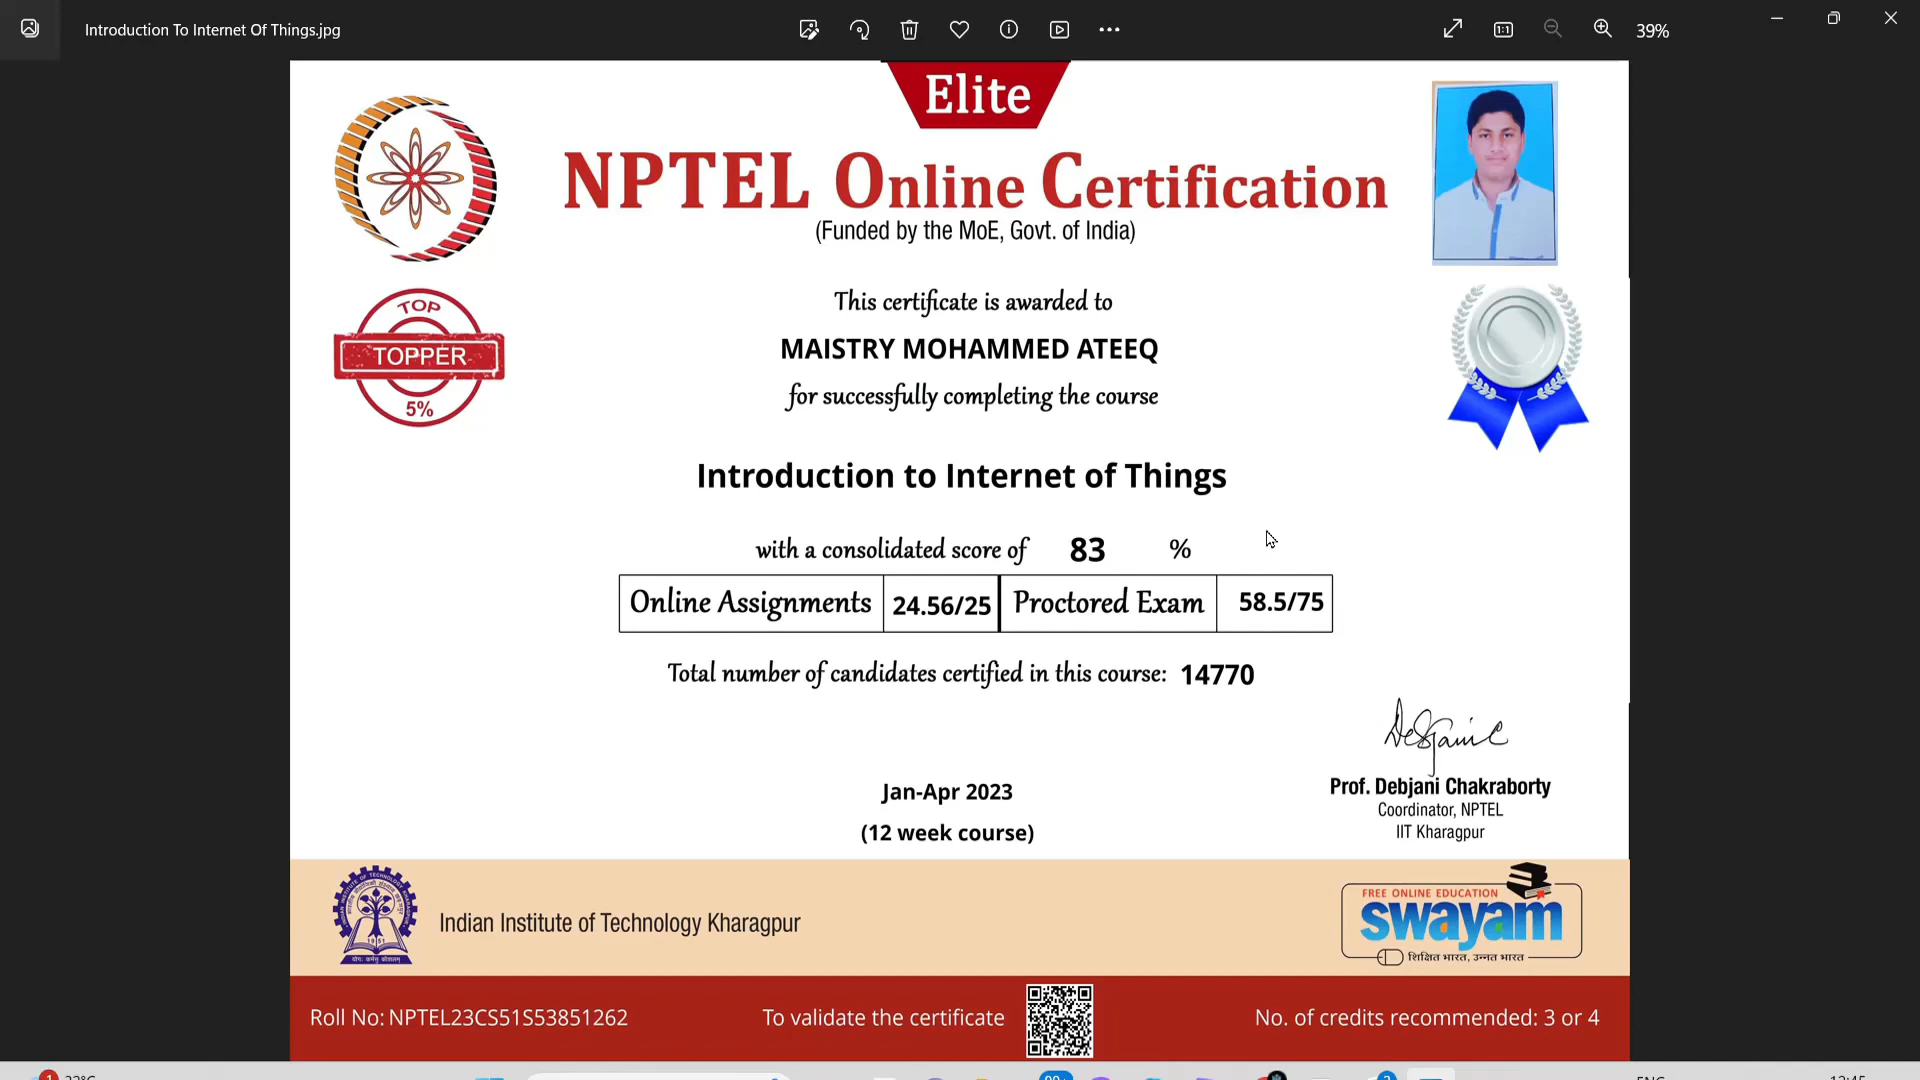 Introduction To Internet Of Things.jpg
39%
Elite
NPTEL Online Certification
(Funded by the MoE, Govt. of India)
This certificate is awarded to
TOP
TOPPER
5%
MAISTRY MOHAMMED ATEEQ
for successfully completing the course
Introduction to Internet of Things
with a consolidated score of 83 %
Online Assignments 24.56/25 Proctored Exam 58.5/75
Total number of candidates certified in this course: 14770
Jan-Apr 2023
(12 week course)
Prof. Debjani Chakraborty
Coordinator, NPTEL
IIT Kharagpur
Indian Institute of Technology Kharagpur
1951
FREE ONLINE EDUCATION
swayam
शिक्षित भारत, उन्नत भारत
Roll No: NPTEL23CS51S53851262
To validate the certificate
No. of credits recommended: 3 or 4